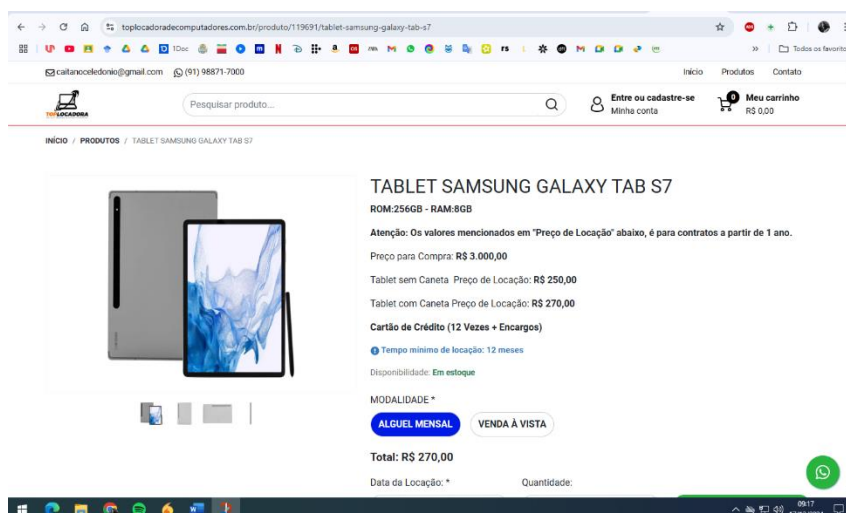 toplocadoradecomputadores.com.br/produto/119691/tablet-samsung-galaxy-tab-s7
1Doc
Todos os favorito
caitanoceledonio@gmail.com (91) 98871-7000
Início Produtos Contato
TOPLOCADORA
Pesquisar produto...
Entre ou cadastre-se
Minha conta
0
Meu carrinho
R$ 0,00
INÍCIO / PRODUTOS / TABLET SAMSUNG GALAXY TAB S7
TABLET SAMSUNG GALAXY TAB S7
ROM:256GB - RAM:8GB
Atenção: Os valores mencionados em "Preço de Locação" abaixo, é para contratos a partir de 1 ano.
Preço para Compra: R$ 3.000,00
Tablet sem Caneta Preço de Locação: R$ 250,00
Tablet com Caneta Preço de Locação: R$ 270,00
Cartão de Crédito (12 Vezes + Encargos)
Tempo mínimo de locação: 12 meses
Disponibilidade: Em estoque
MODALIDADE *
ALGUEL MENSAL VENDA À VISTA
Total: R$ 270,00
Data da Locação: * Quantidade:
09:17